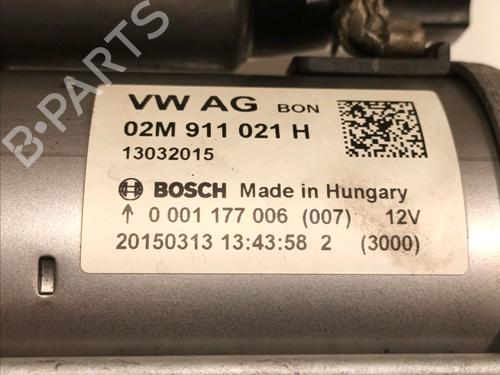 VW AG BON
02M 911 021 H
13032015
BOSCH Made in Hungary
↑ 0 001 177 006 (007) 12V
20150313 13:43:58 2 (3000)
B-PARTS